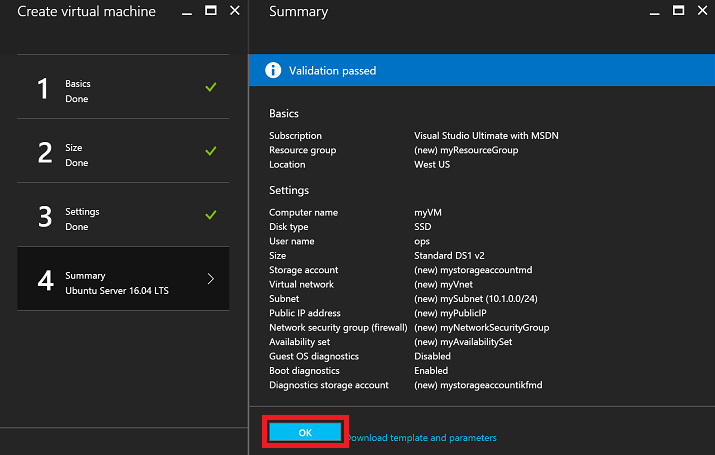 Create virtual machine
1
Basics
Done
2
Size
Done
3
Settings
Done
4
Summary
Ubuntu Server 16.04 LTS
Summary
Validation passed
Basics
Subscription Visual Studio Ultimate with MSDN
Resource group (new) myResourceGroup
Location West US
Settings
Computer name myVM
Disk type SSD
User name ops
Size Standard DS1 v2
Storage account (new) mystorageaccountmd
Virtual network (new) myVnet
Subnet (new) mySubnet (10.1.0.0/24)
Public IP address (new) myPublicIP
Network security group (firewall) (new) myNetworkSecurityGroup
Availability set (new) myAvailabilitySet
Guest OS diagnostics Disabled
Boot diagnostics Enabled
Diagnostics storage account (new) mystorageaccountikfmd
OK Download template and parameters